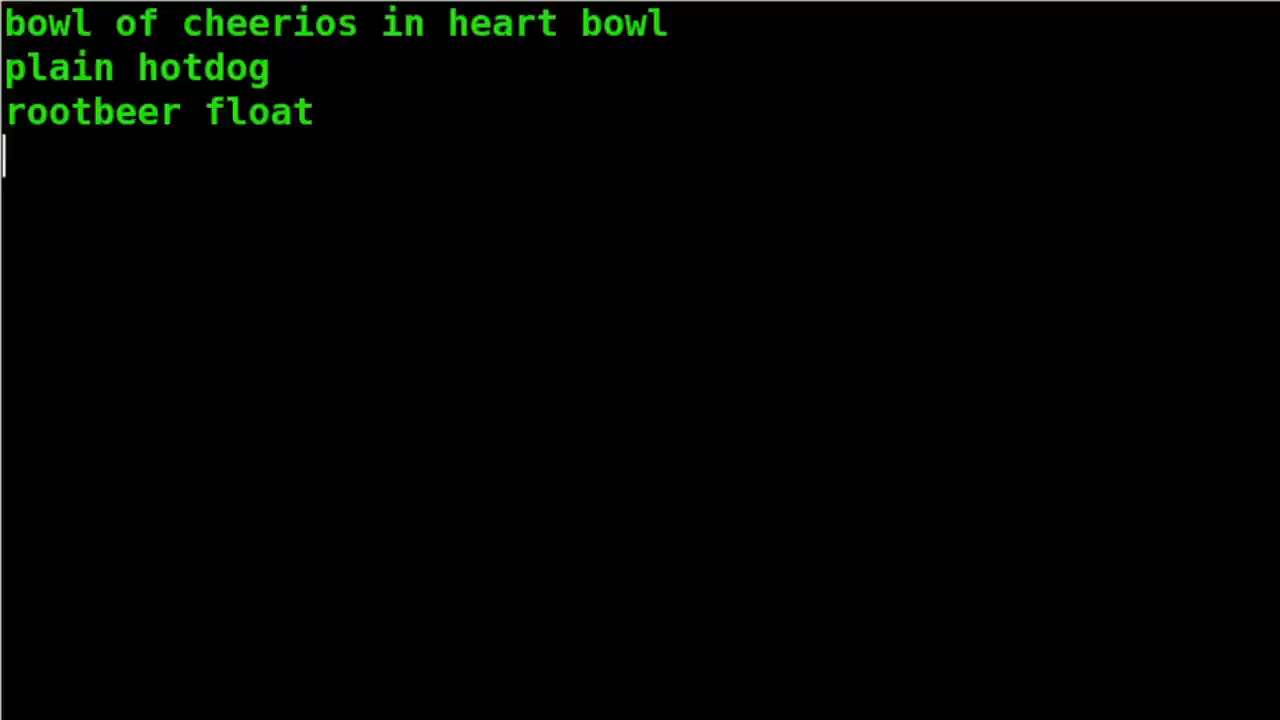 bowl of cheerios in heart bowl
plain hotdog
rootbeer float